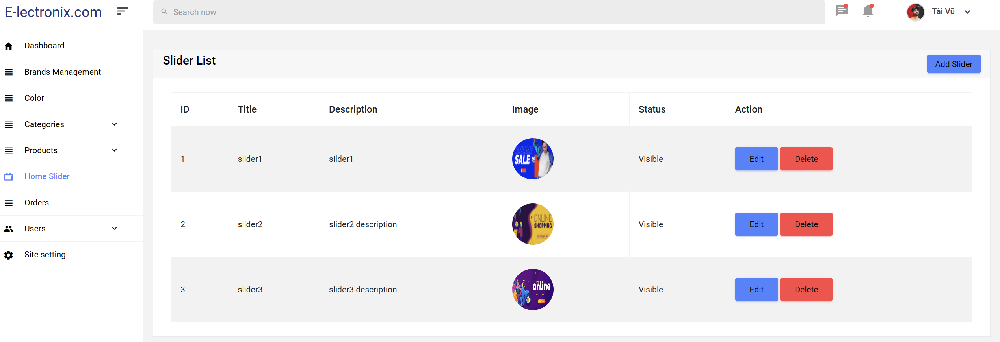 E-lectronix.com
Search now
Tài Vũ
Dashboard
Brands Management
Color
Categories
Products
Home Slider
Orders
Users
Site setting
Slider List
Add Slider
ID Title Description Image Status Action
1 slider1 silder1 Visible Edit Delete
ONLINE
SALE
2 slider2 slider2 description Visible Edit Delete
ONLINE
SHOPPING
3 slider3 slider3 description Visible Edit Delete
online